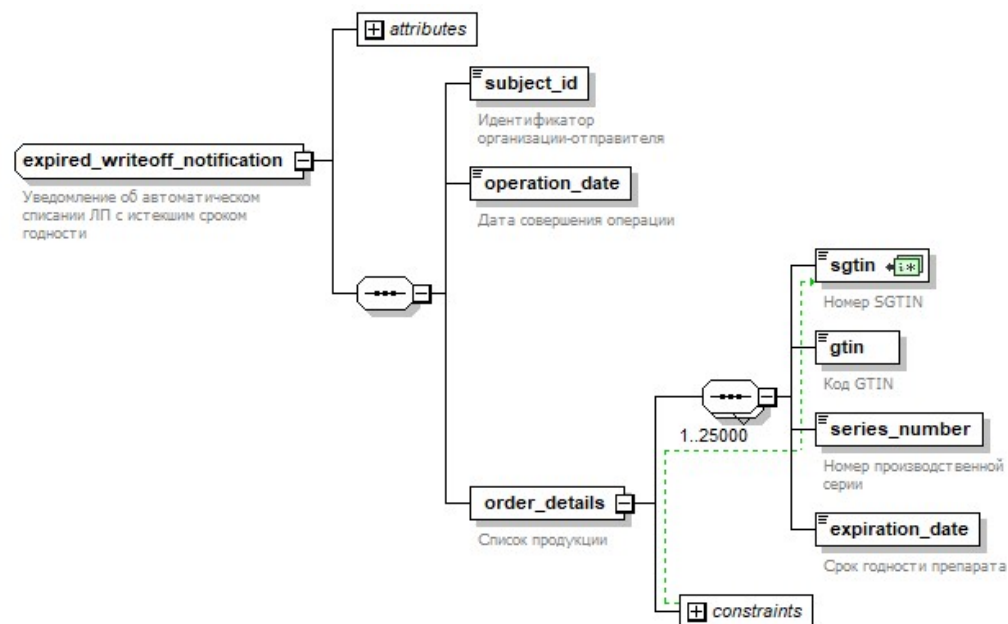 attributes
subject_id
Идентификатор
организации-отправителя
expired_writeoff_notification
Уведомление об автоматическом
списании ЛП с истекшим сроком
годности
operation_date
Дата совершения операции
sgtin
Номер SGTIN
gtin
Код GTIN
1..25000
series_number
Номер производственной
серии
order_details
Список продукции
expiration_date
Срок годности препарата
constraints